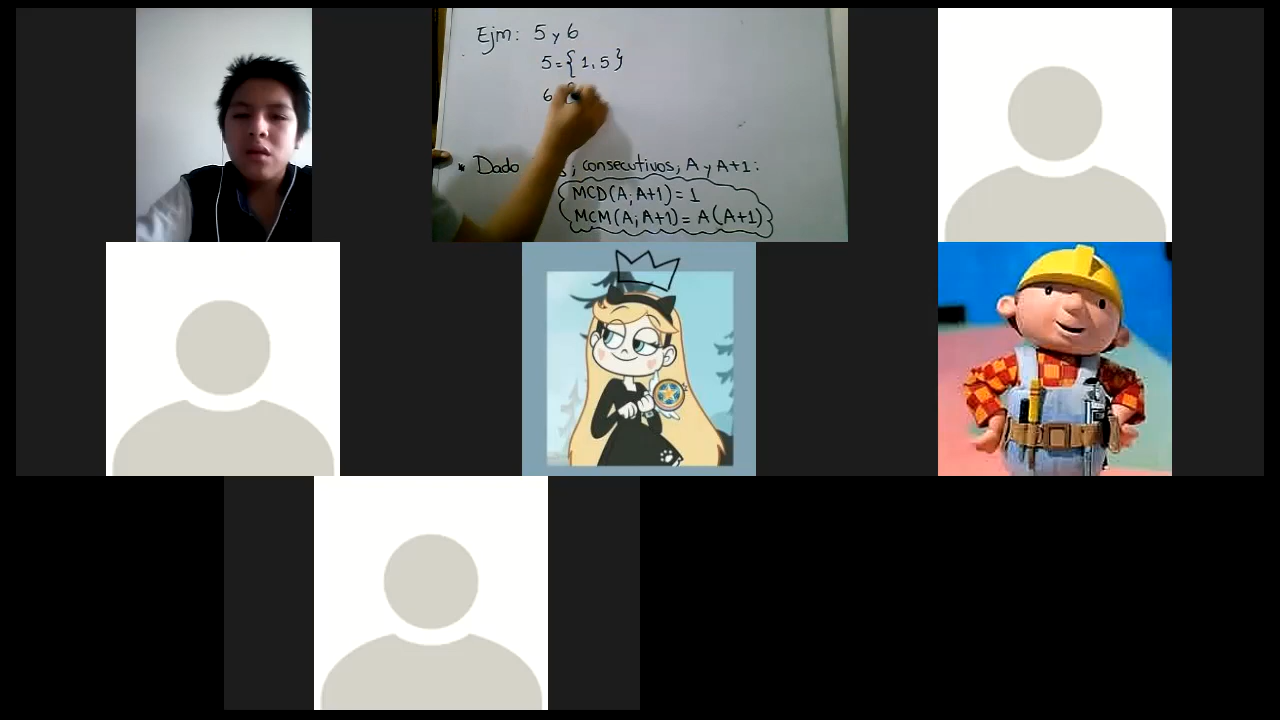 Ejm: 5 y 6
5 = { 1, 5 }
6 {
* Dado ; consecutivos; A y A+1:
MCD(A; A+1) = 1
MCM(A; A+1) = A(A+1)